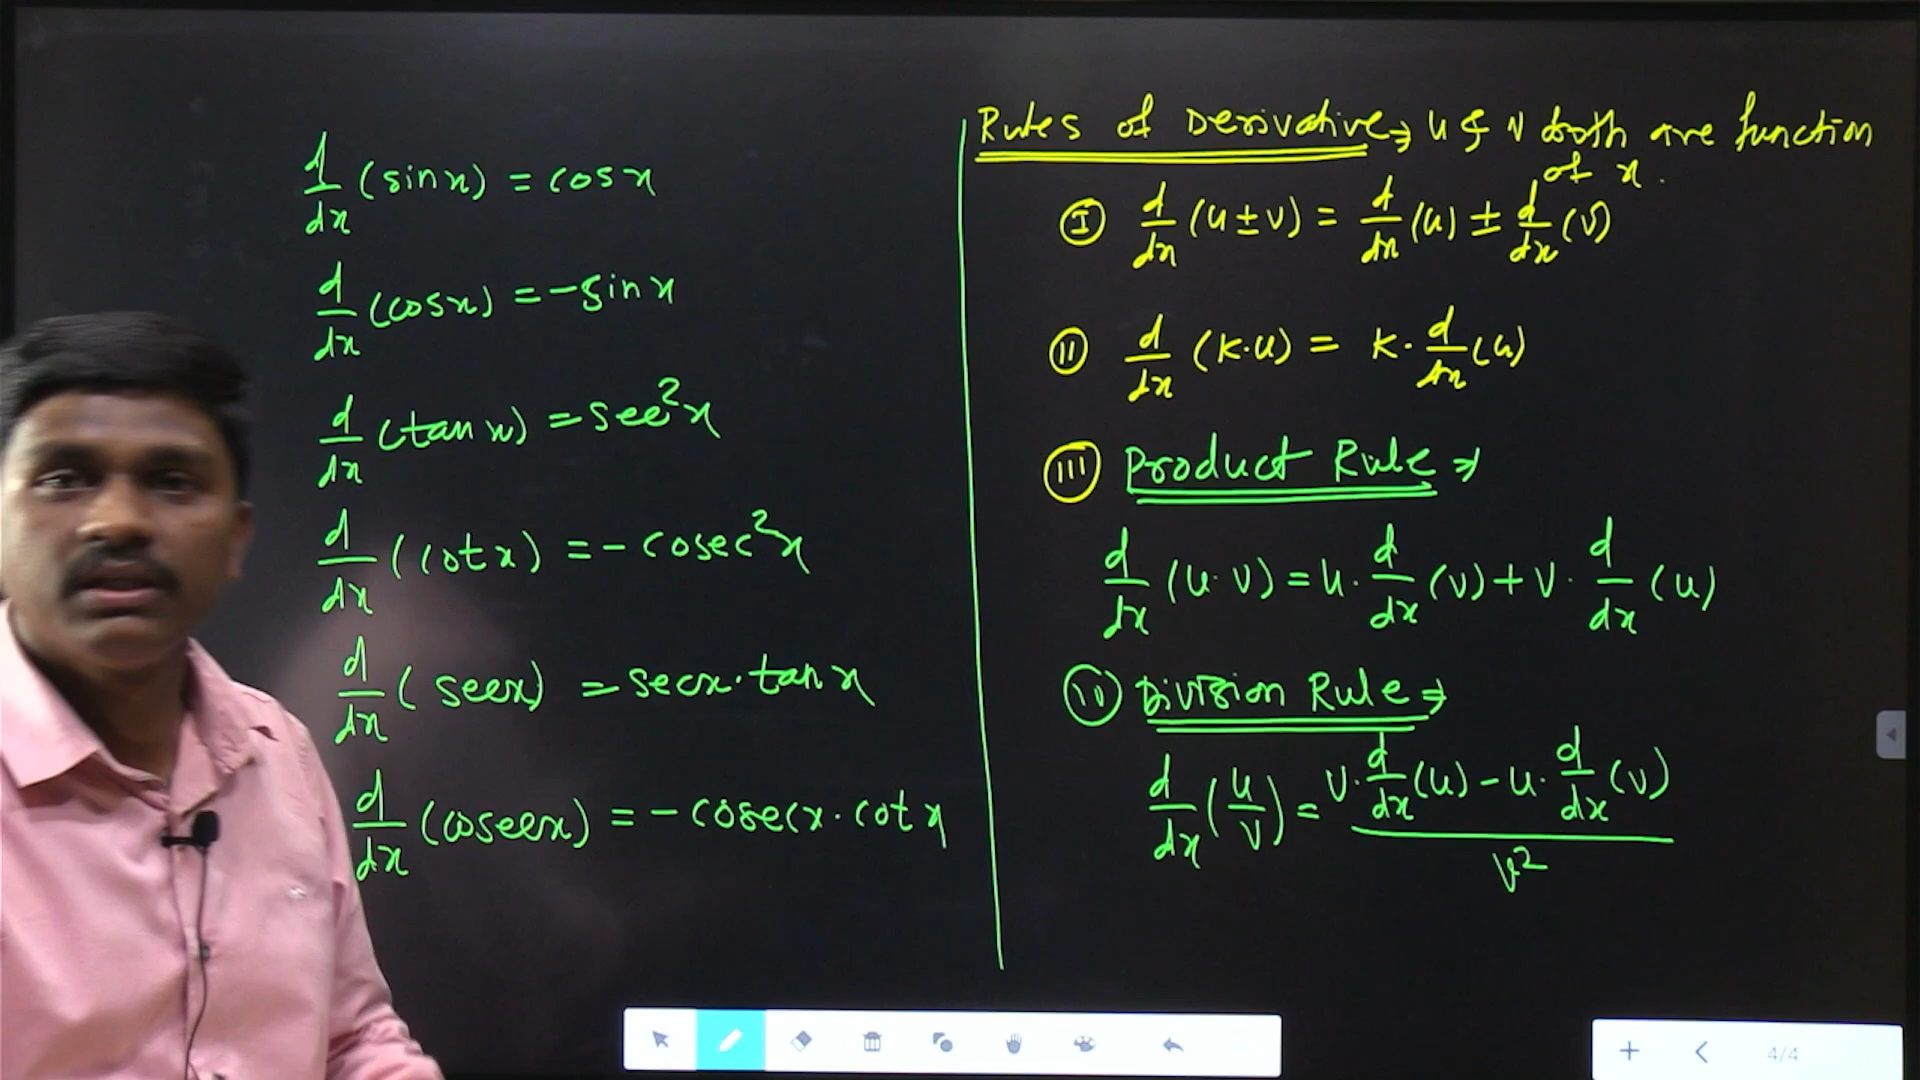 d/dx (sinx) = cosx
d/dx (cosx) = -sinx
d/dx (tanx) = sec²x
d/dx (cotx) = -cosec²x
d/dx (secx) = secx·tanx
d/dx (cosecx) = -cosecx·cotx
Rules of Derivative→ u & v both are function
of x.
I d/dx (u±v) = d/dx (u) ± d/dx (v)
II d/dx (K·u) = K· d/dx (u)
III Product Rule ⇒
d/dx (u·v) = u· d/dx (v) + v· d/dx (u)
IV Division Rule ⇒
d/dx (u/v) = (v· d/dx (u) - u· d/dx (v)) / v²
4/4